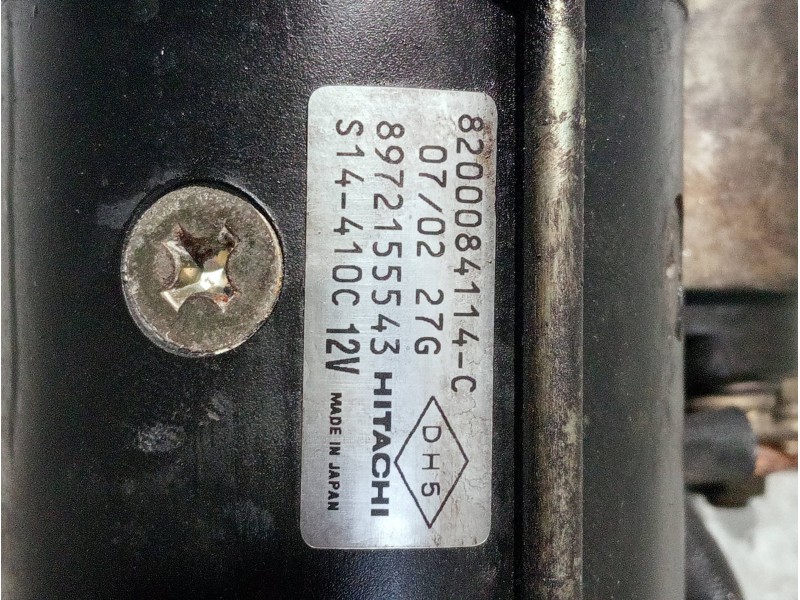 8200084114-C
07/02 27G
DH5
8972155543 HITACHI
S14-410C 12V MADE IN JAPAN